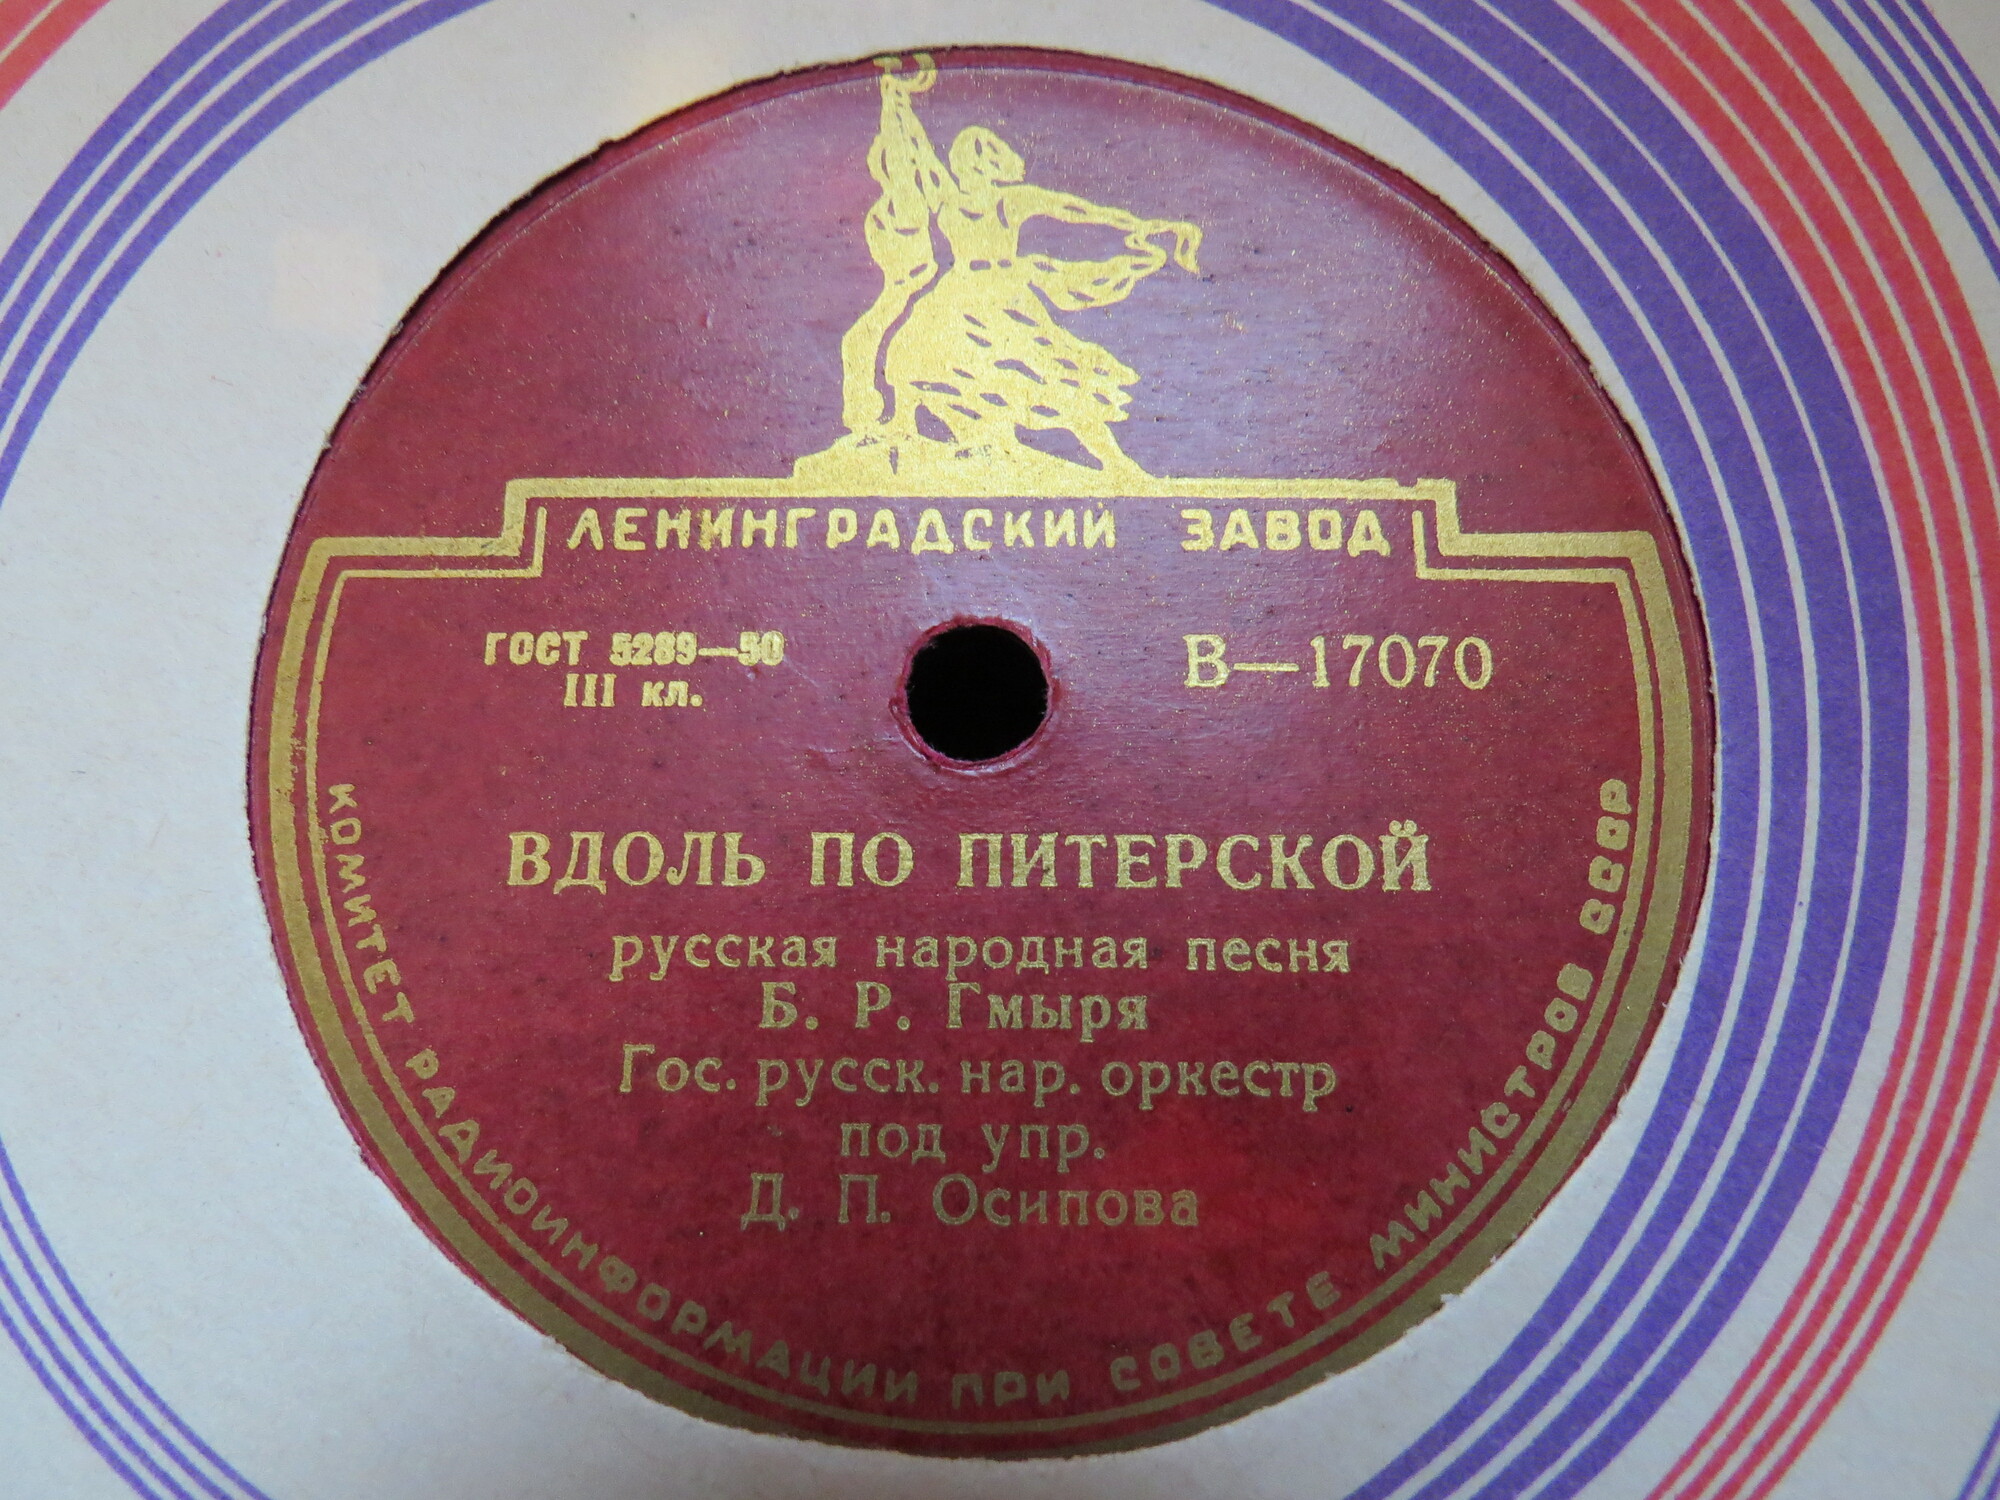 ЛЕНИНГРАДСКИЙ ЗАВОД
ГОСТ 5289—50
III кл.
В—17070
ВДОЛЬ ПО ПИТЕРСКОЙ
русская народная песня
Б. Р. Гмыря
Гос. русск. нар. оркестр
под упр.
Д. П. Осипова
КОМИТЕТ РАДИОИНФОРМАЦИИ ПРИ СОВЕТЕ МИНИСТРОВ СССР